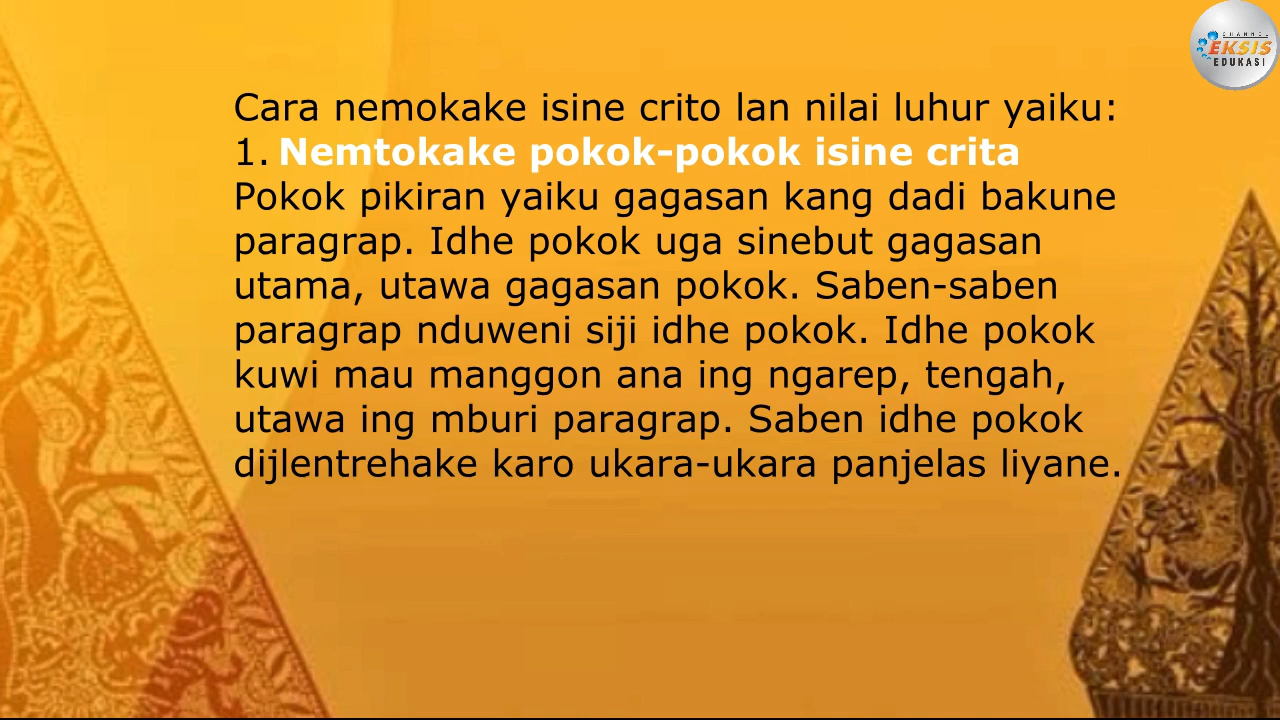 CHANNEL
EKSIS
EDUKASI
Cara nemokake isine crito lan nilai luhur yaiku:
1. Nemtokake pokok-pokok isine crita
Pokok pikiran yaiku gagasan kang dadi bakune
paragrap. Idhe pokok uga sinebut gagasan
utama, utawa gagasan pokok. Saben-saben
paragrap nduweni siji idhe pokok. Idhe pokok
kuwi mau manggon ana ing ngarep, tengah,
utawa ing mburi paragrap. Saben idhe pokok
dijlentrehake karo ukara-ukara panjelas liyane.